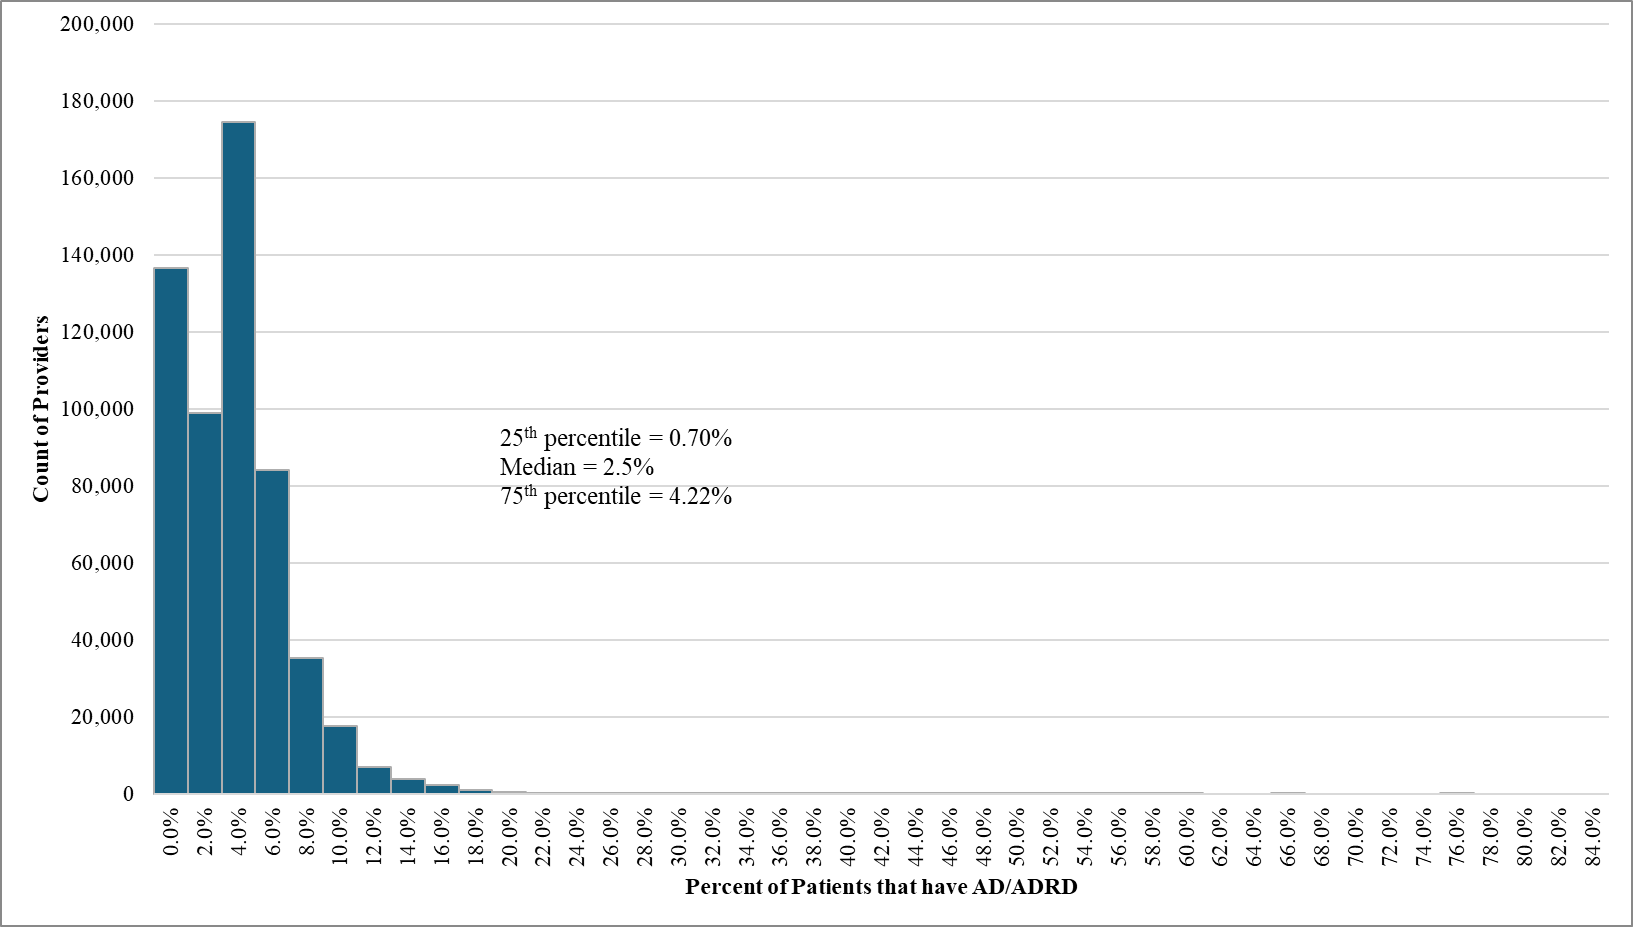 200,000
180,000
160,000
140,000
120,000
100,000
80,000
60,000
40,000
20,000
0
Count of Providers
25th percentile = 0.70%
Median = 2.5%
75th percentile = 4.22%
0.0% 2.0% 4.0% 6.0% 8.0% 10.0% 12.0% 14.0% 16.0% 18.0% 20.0% 22.0% 24.0% 26.0% 28.0% 30.0% 32.0% 34.0% 36.0% 38.0% 40.0% 42.0% 44.0% 46.0% 48.0% 50.0% 52.0% 54.0% 56.0% 58.0% 60.0% 62.0% 64.0% 66.0% 68.0% 70.0% 72.0% 74.0% 76.0% 78.0% 80.0% 82.0% 84.0%
Percent of Patients that have AD/ADRD